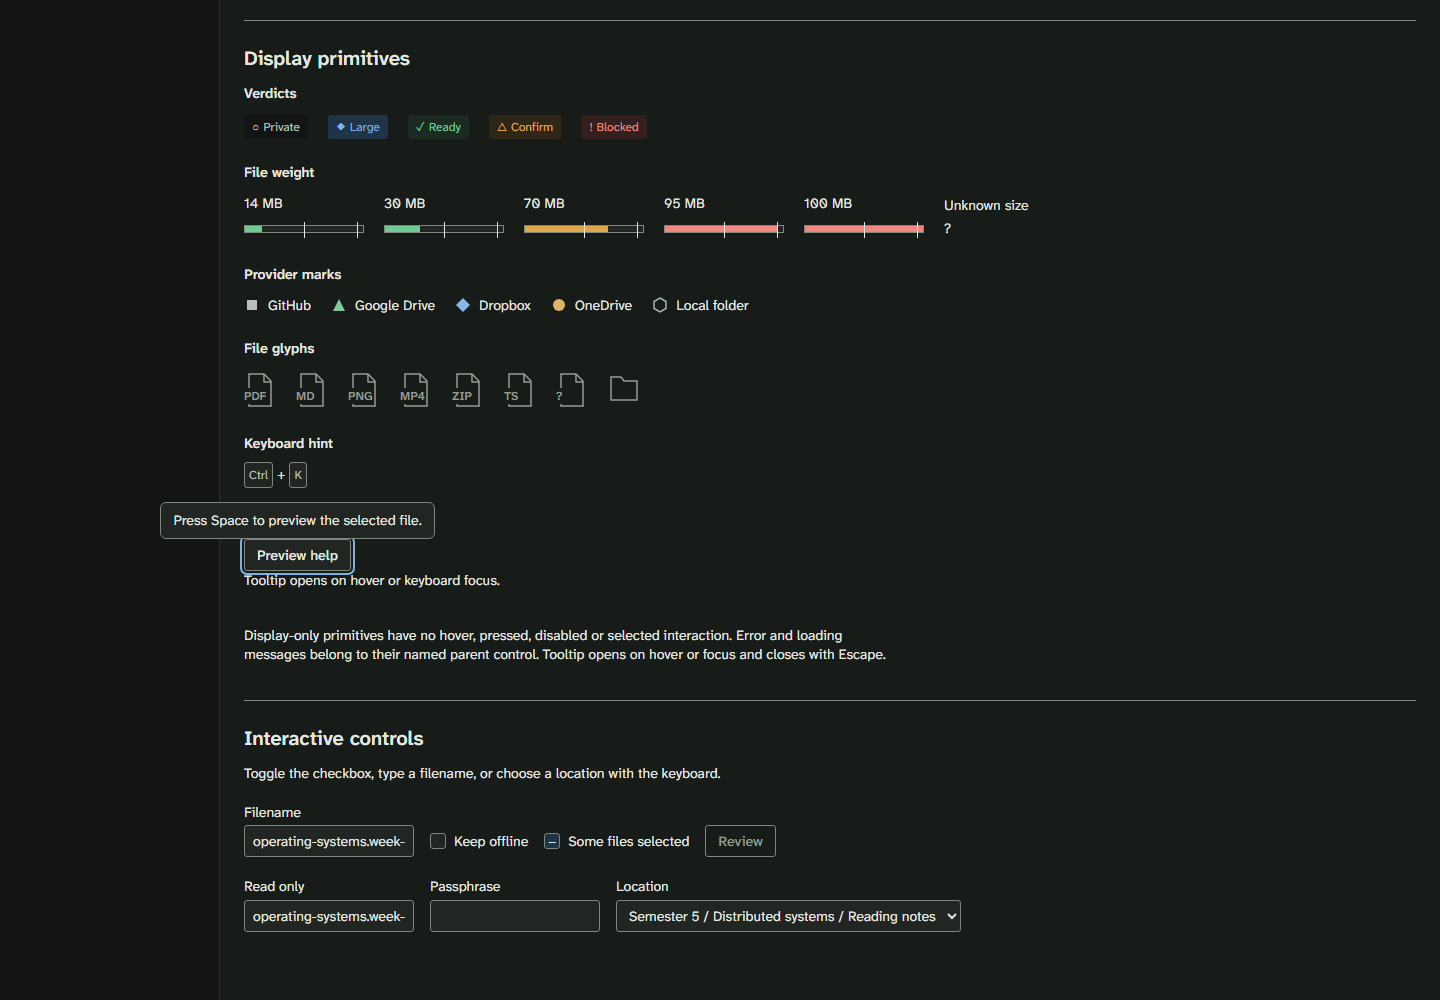 Display primitives
Verdicts
○ Private
◆ Large
✓ Ready
△ Confirm
! Blocked
File weight
14 MB
30 MB
70 MB
95 MB
100 MB
Unknown size
?
Provider marks
GitHub
Google Drive
Dropbox
OneDrive
Local folder
File glyphs
PDF
MD
PNG
MP4
ZIP
TS
?
Keyboard hint
Ctrl + K
Press Space to preview the selected file.
Preview help
Tooltip opens on hover or keyboard focus.
Display-only primitives have no hover, pressed, disabled or selected interaction. Error and loading
messages belong to their named parent control. Tooltip opens on hover or focus and closes with Escape.
Interactive controls
Toggle the checkbox, type a filename, or choose a location with the keyboard.
Filename
operating-systems.week-
Keep offline
Some files selected
Review
Read only
operating-systems.week-
Passphrase
Location
Semester 5 / Distributed systems / Reading notes